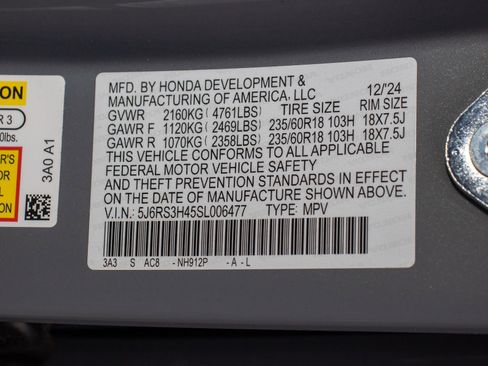 ON
R 3
0lbs.
R'S
3A0 A1
MFD. BY HONDA DEVELOPMENT &
MANUFACTURING OF AMERICA, LLC 12/24
GVWR 2160KG (4761LBS) TIRE SIZE RIM SIZE
GAWR F 1120KG (2469LBS) 235/60R18 103H 18X7.5J
GAWR R 1070KG (2358LBS) 235/60R18 103H 18X7.5J
THIS VEHICLE CONFORMS TO ALL APPLICABLE
FEDERAL MOTOR VEHICLE SAFETY
AND THEFT PREVENTION STANDARDS IN EFFECT
ON THE DATE OF MANUFACTURE SHOWN ABOVE.
V.I.N.: 5J6RS3H45SL006477 TYPE: MPV
3A3 S AC8 -NH912P -A-L